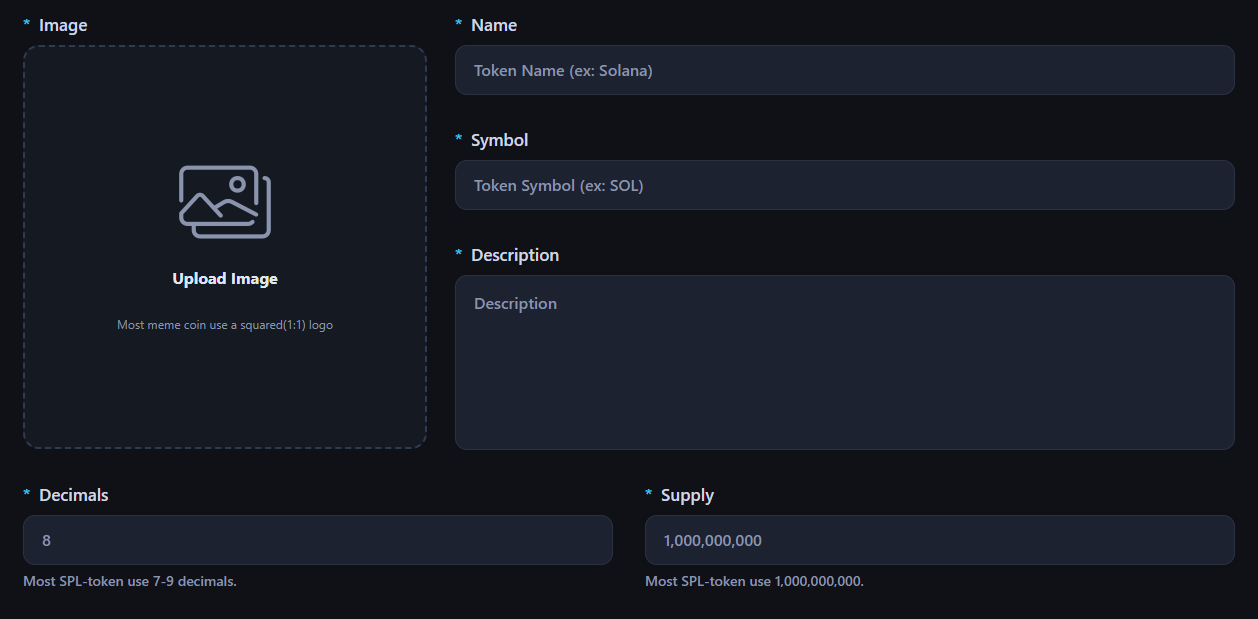 * Image
Upload Image
Most meme coin use a squared(1:1) logo
* Name
Token Name (ex: Solana)
* Symbol
Token Symbol (ex: SOL)
* Description
Description
* Decimals
8
Most SPL-token use 7-9 decimals.
* Supply
1,000,000,000
Most SPL-token use 1,000,000,000.